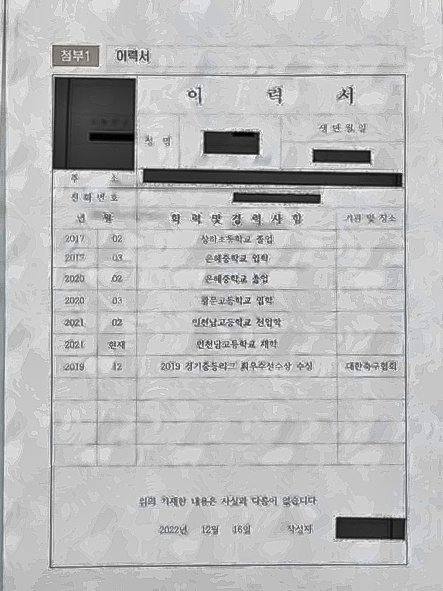 첨부1 이력서
이 력 서
성명
생년월일
주 소
전화번호
년 월 학력및경력사항 기관 및 장소
2017 02 상하초등학교 졸업
2017 03 은혜중학교 입학
2020 02 은혜중학교 졸업
2020 03 광문고등학교 입학
2021 02 인천남고등학교 전입학
2021 현재 인천남고등학교 재학
2019 12 2019 경기중등리그 최우수선수상 수상 대한축구협회
위의 기재한 내용은 사실과 다름이 없습니다
2022년 12월 16일 작성자